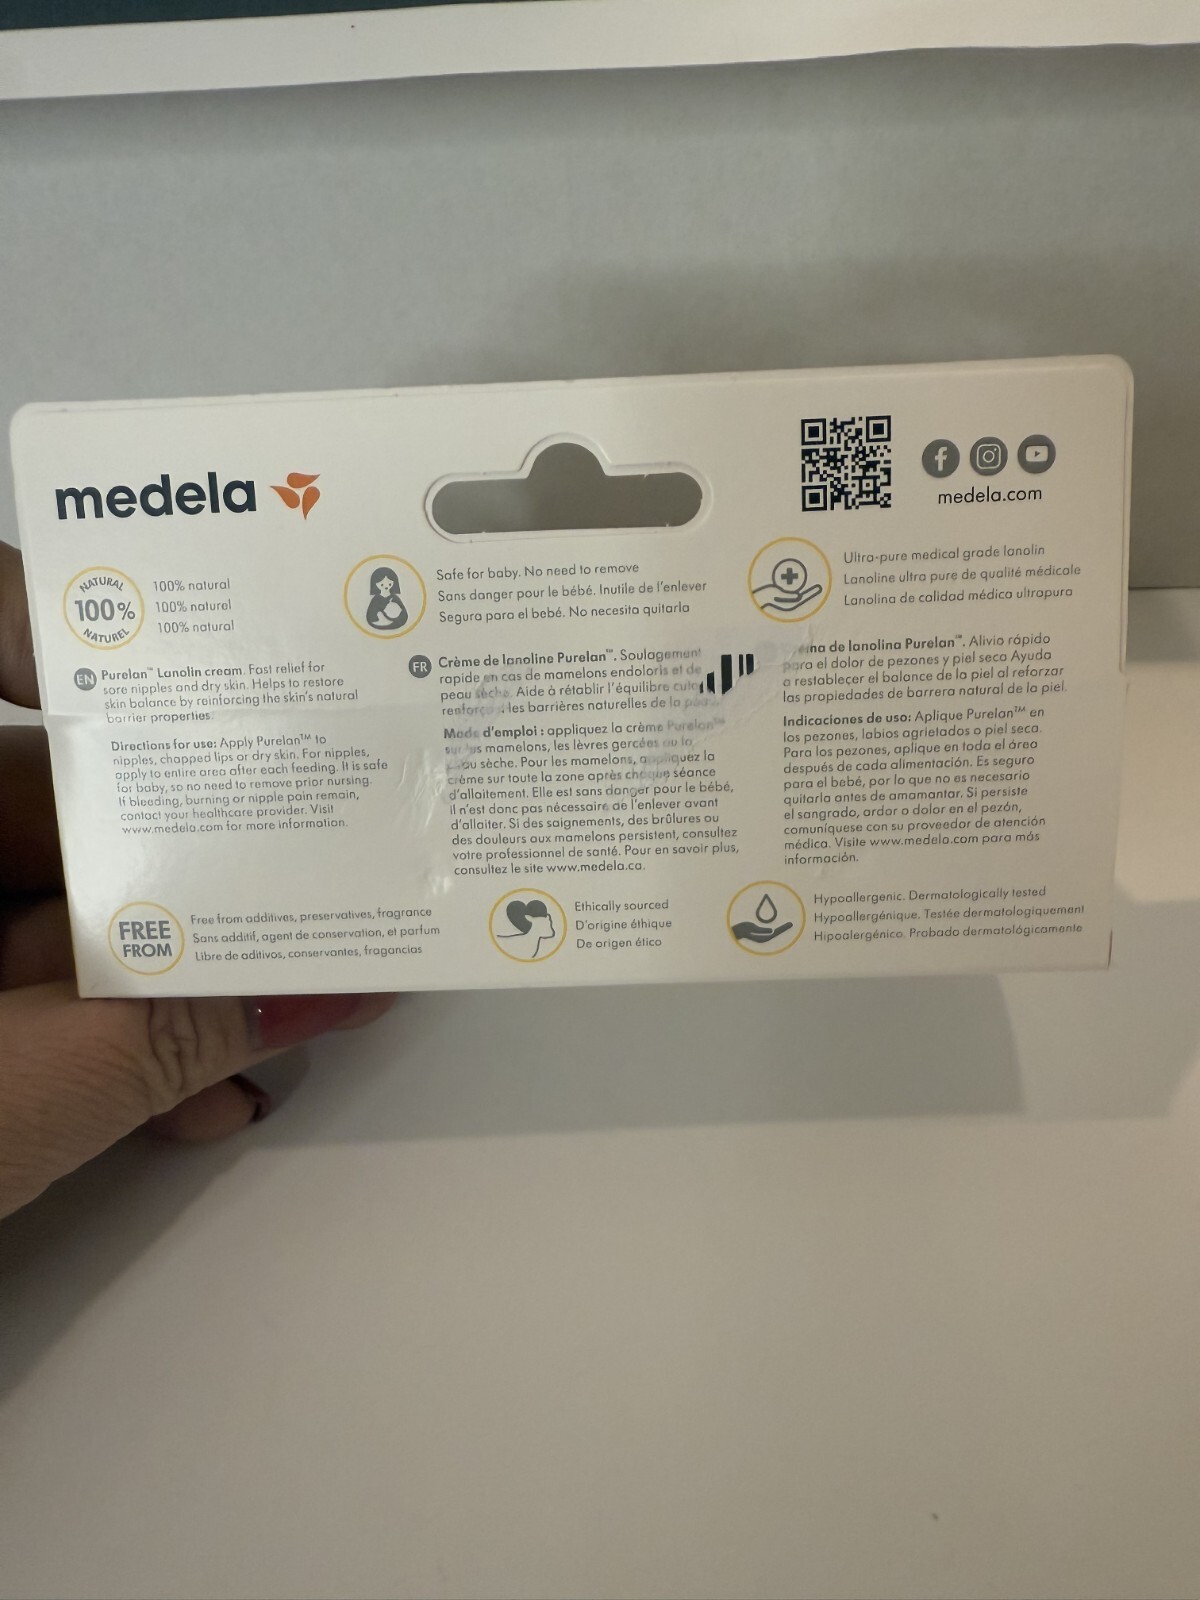 medela
medela.com
NATURAL
100%
NATUREL
100% natural
100% naturel
100% natural
Safe for baby. No need to remove
Sans danger pour le bébé. Inutile de l'enlever
Segura para el bebé. No necesita quitarla
Ultra-pure medical grade lanolin
Lanoline ultra pure de qualité médicale
Lanolina de calidad médica ultrapura
EN Purelan™ Lanolin cream. Fast relief for
sore nipples and dry skin. Helps to restore
skin balance by reinforcing the skin's natural
barrier properties.
Directions for use: Apply Purelan™ to
nipples, chapped lips or dry skin. For nipples,
apply to entire area after each feeding. It is safe
for baby, so no need to remove prior nursing.
If bleeding, burning or nipple pain remain,
contact your healthcare provider. Visit
www.medela.com for more information.
FR Crème de lanoline Purelan™. Soulagement
rapide en cas de mamelons endoloris et de
peau sèche. Aide à rétablir l'équilibre
les barrières naturelles de la
Mode d'emploi : appliquez la crème Purelan™
mamelons, les lèvres gercées ou la
sèche. Pour les mamelons, appliquez la
crème sur toute la zone après chaque séance
d'allaitement. Elle est sans danger pour le bébé,
il n'est donc pas nécessaire de l'enlever avant
d'allaiter. Si des saignements, des brûlures ou
des douleurs aux mamelons persistent, consultez
votre professionnel de santé. Pour en savoir plus,
consultez le site www.medela.ca.
de lanolina Purelan™. Alivio rápido
para el dolor de pezones y piel seca Ayuda
a restablecer el balance de la piel al reforzar
las propiedades de barrera natural de la piel.
Indicaciones de uso: Aplique Purelan™ en
los pezones, labios agrietados o piel seca.
Para los pezones, aplique en toda el área
después de cada alimentación. Es seguro
para el bebé, por lo que no es necesario
quitarla antes de amamantar. Si persiste
el sangrado, ardor o dolor en el pezón,
comuníquese con su proveedor de atención
médica. Visite www.medela.com para más
información.
FREE
FROM
Free from additives, preservatives, fragrance
Sans additif, agent de conservation, et parfum
Libre de aditivos, conservantes, fragancias
Ethically sourced
D'origine éthique
De origen ético
Hypoallergenic. Dermatologically tested
Hypoallergénique. Testée dermatologiquement
Hipoalergénico. Probado dermatológicamente